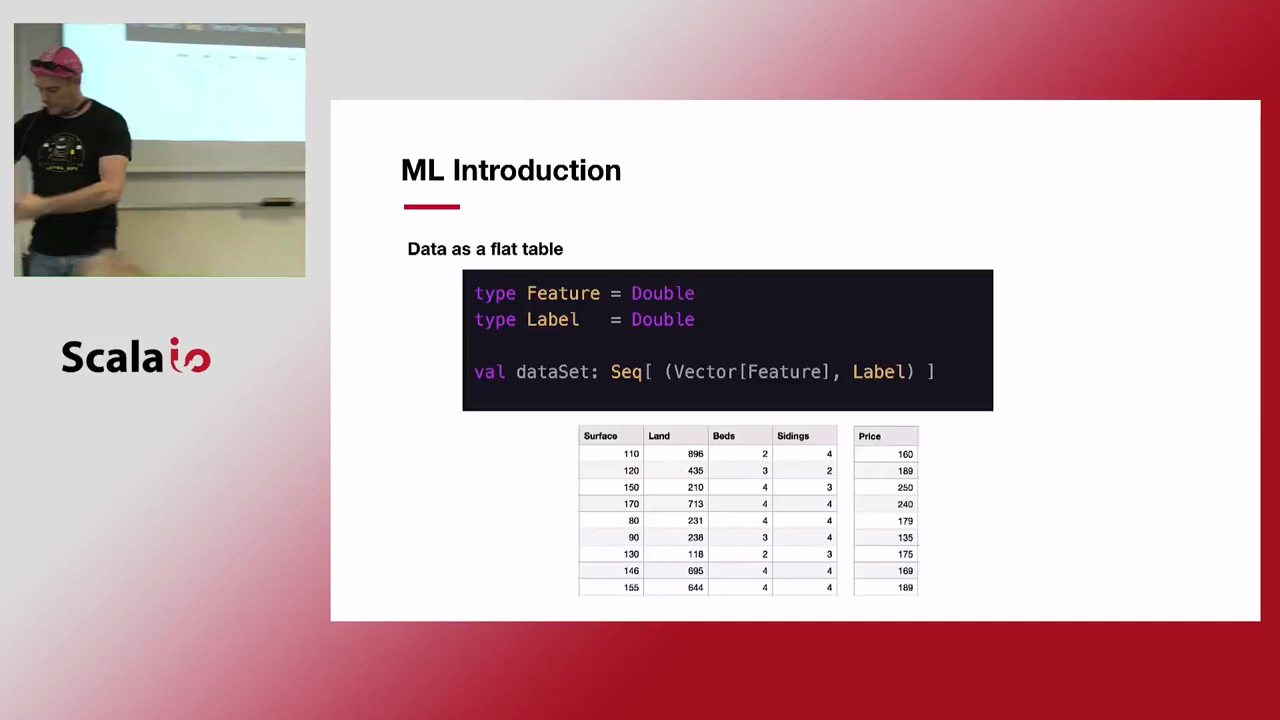 ML Introduction
Data as a flat table
type Feature = Double
type Label = Double
val dataSet: Seq[ (Vector[Feature], Label) ]
Scala io
Surface Land Beds Sidings Price
110 896 2 4 160
120 435 3 2 189
150 210 4 3 250
170 713 4 4 240
80 231 4 4 179
90 238 3 4 135
130 118 2 3 175
146 695 4 4 169
155 644 4 4 189